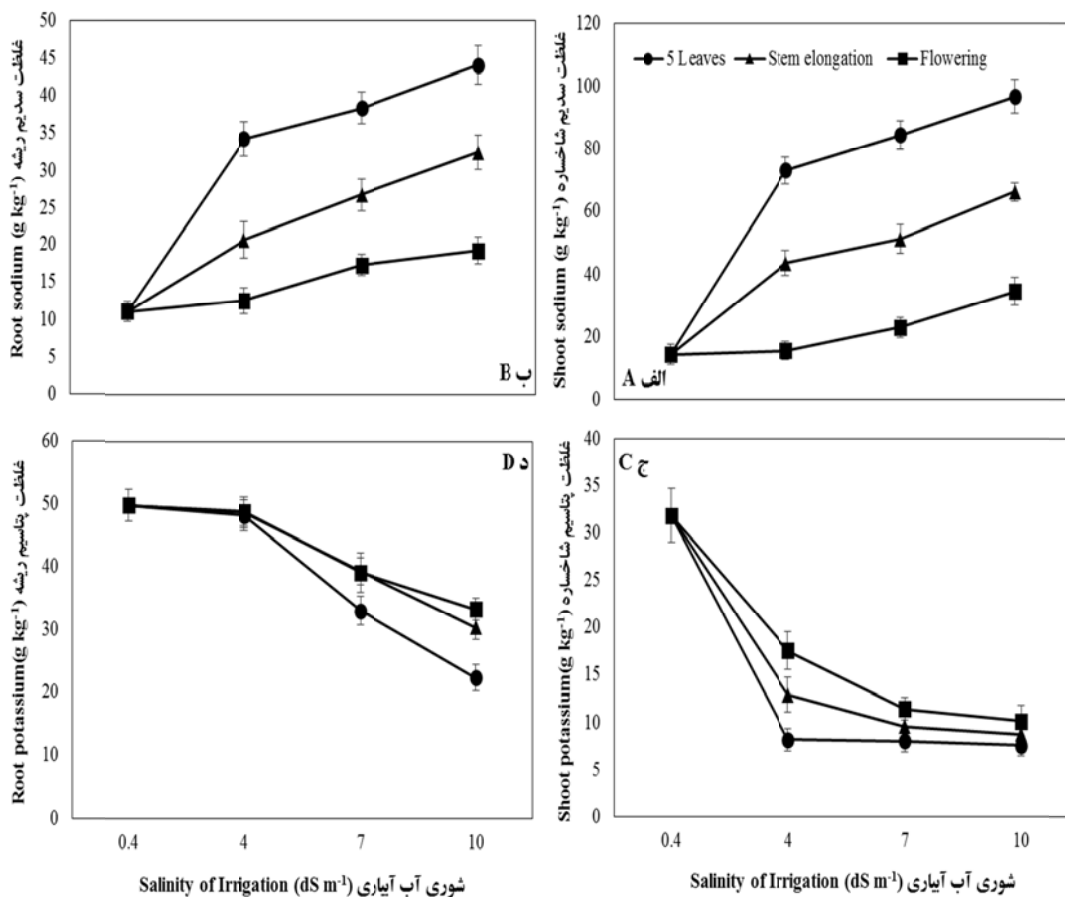 Root sodium (g kg-1) غلظت سدیم ریشه
50
45
40
35
30
25
20
15
10
5
0
B ب
Shoot sodium (g kg-1) غلظت سدیم شاخساره
120
100
80
60
40
20
0
5 Leaves Stem elongation Flowering
A الف
Root potassium(g kg-1) غلظت پتاسیم ریشه
60
50
40
30
20
10
0
D د
0.4 4 7 10
Salinity of Irrigation (dS m-1) شوری آب آبیاری
Shoot potassium(g kg-1) غلظت پتاسیم شاخساره
40
35
30
25
20
15
10
5
0
C ج
0.4 4 7 10
Salinity of Irrigation (dS m-1) شوری آب آبیاری